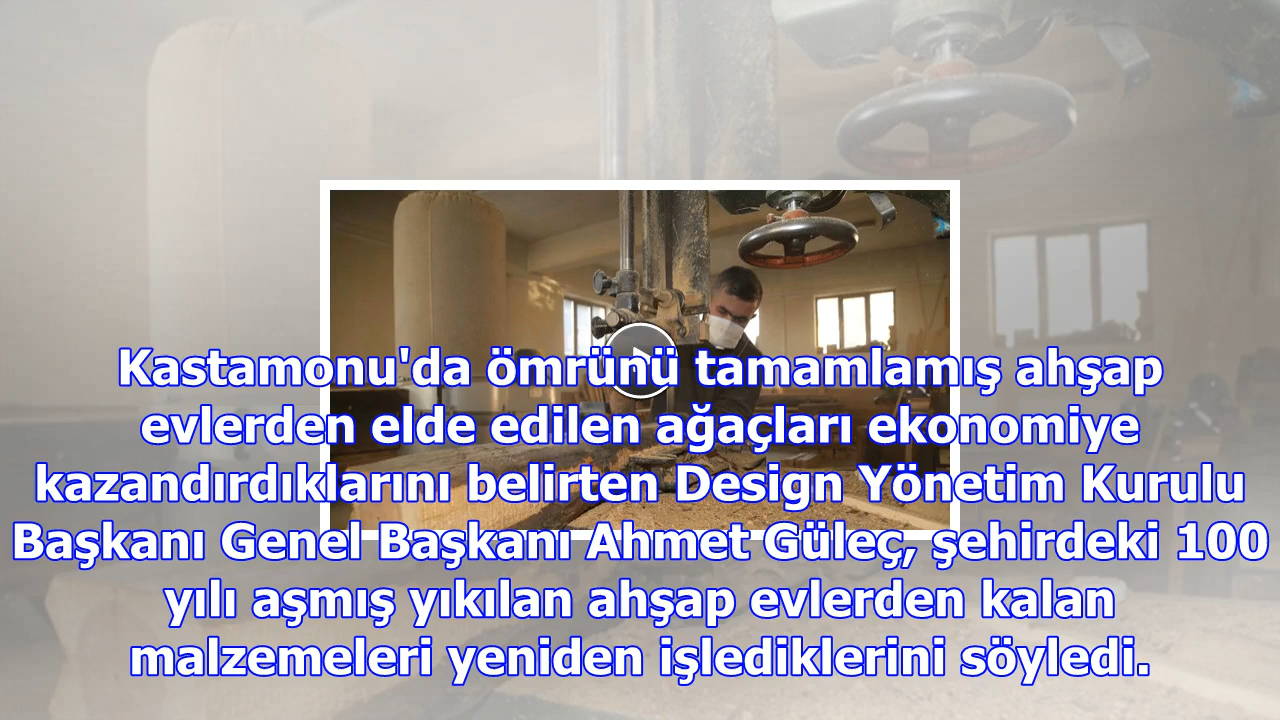 Kastamonu'da ömrünü tamamlamış ahşap
evlerden elde edilen ağaçları ekonomiye
kazandırdıklarını belirten Design Yönetim Kurulu
Başkanı Genel Başkanı Ahmet Güleç, şehirdeki 100
yılı aşmış yıkılan ahşap evlerden kalan
malzemeleri yeniden işlediklerini söyledi.